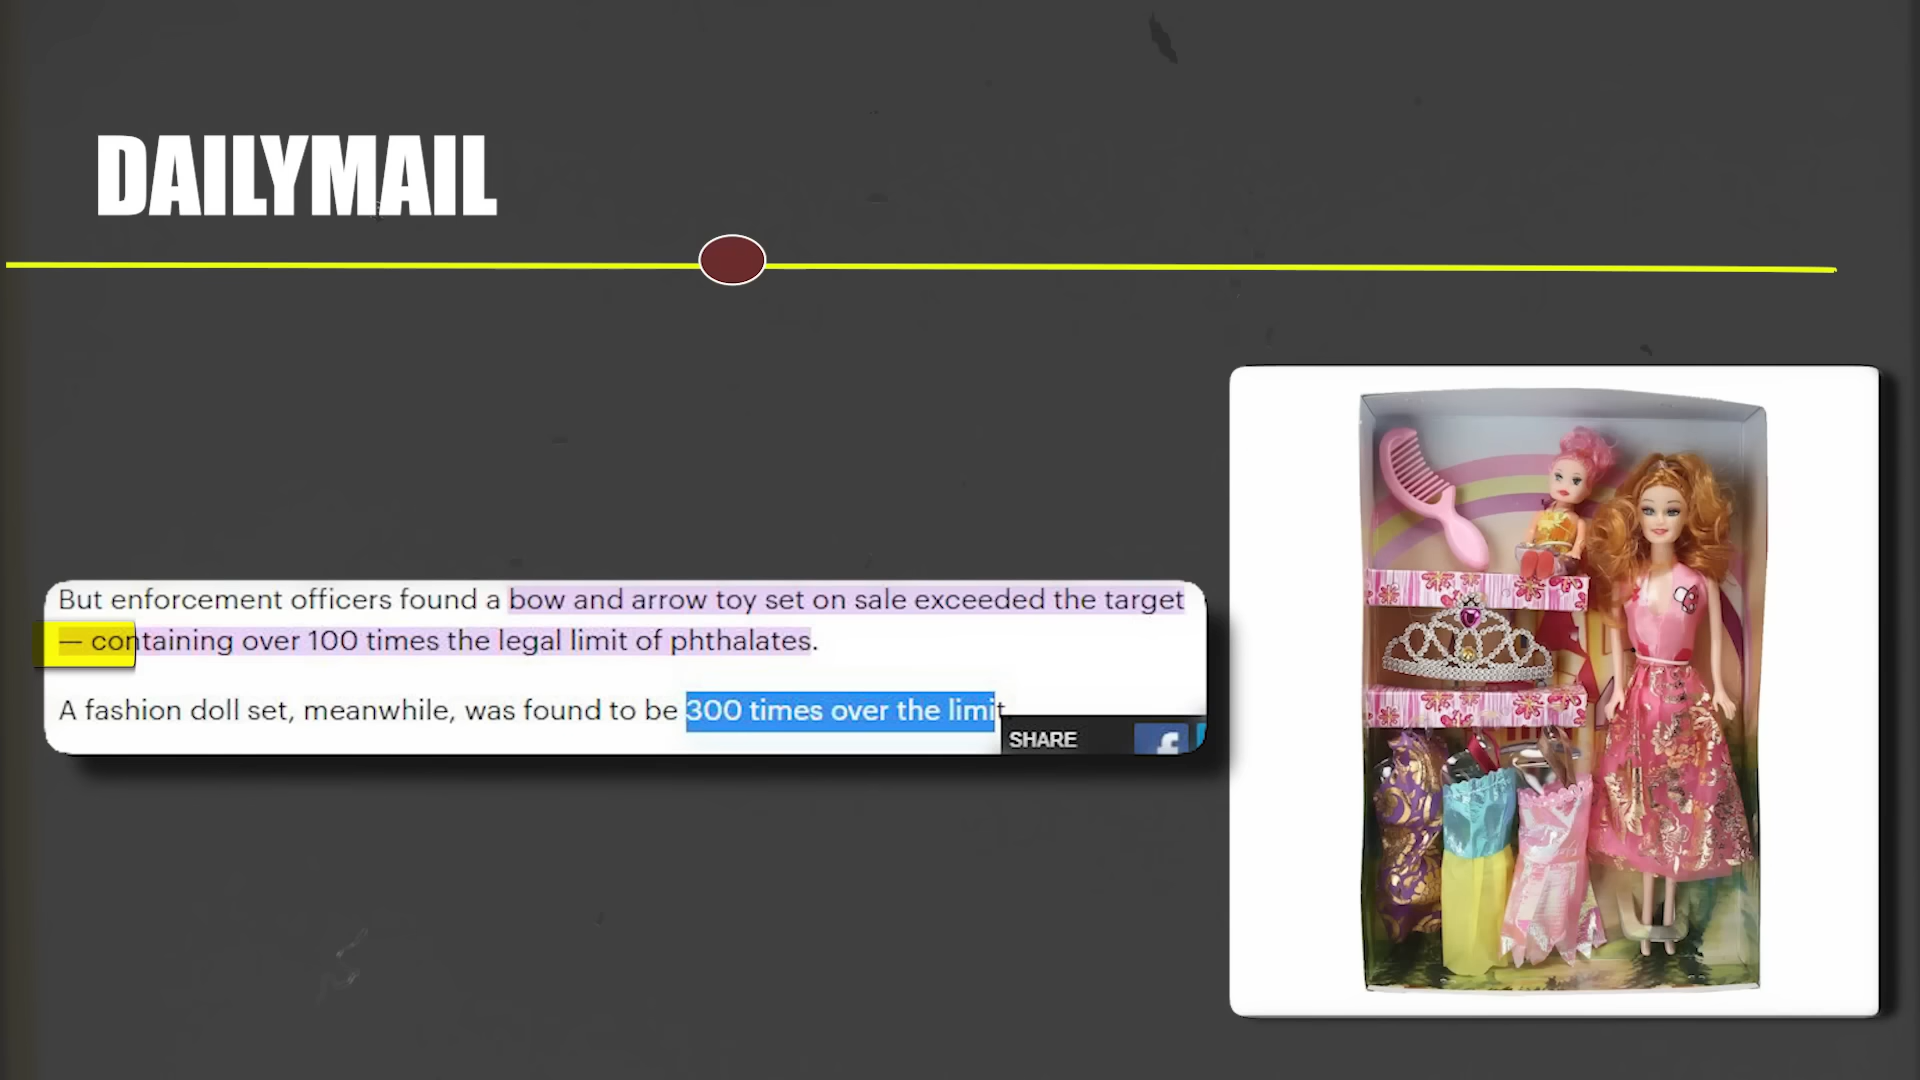 DAILYMAIL
But enforcement officers found a bow and arrow toy set on sale exceeded the target
— containing over 100 times the legal limit of phthalates.
A fashion doll set, meanwhile, was found to be 300 times over the limit.
SHARE